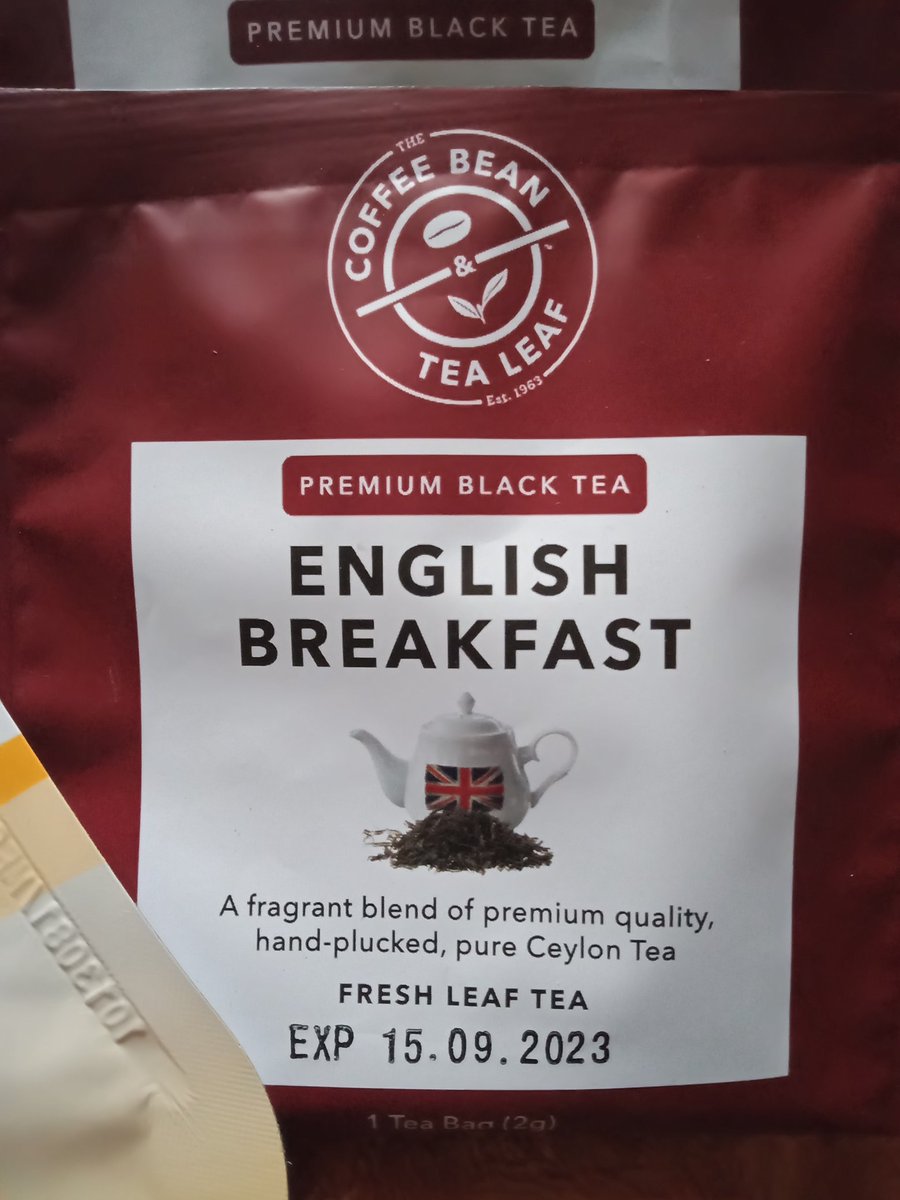 PREMIUM BLACK TEA
THE
COFFEE BEAN
&
TEA LEAF
Est. 1963
PREMIUM BLACK TEA
ENGLISH
BREAKFAST
A fragrant blend of premium quality,
hand-plucked, pure Ceylon Tea
FRESH LEAF TEA
EXP 15.09.2023
1 Tea Bag (2g)